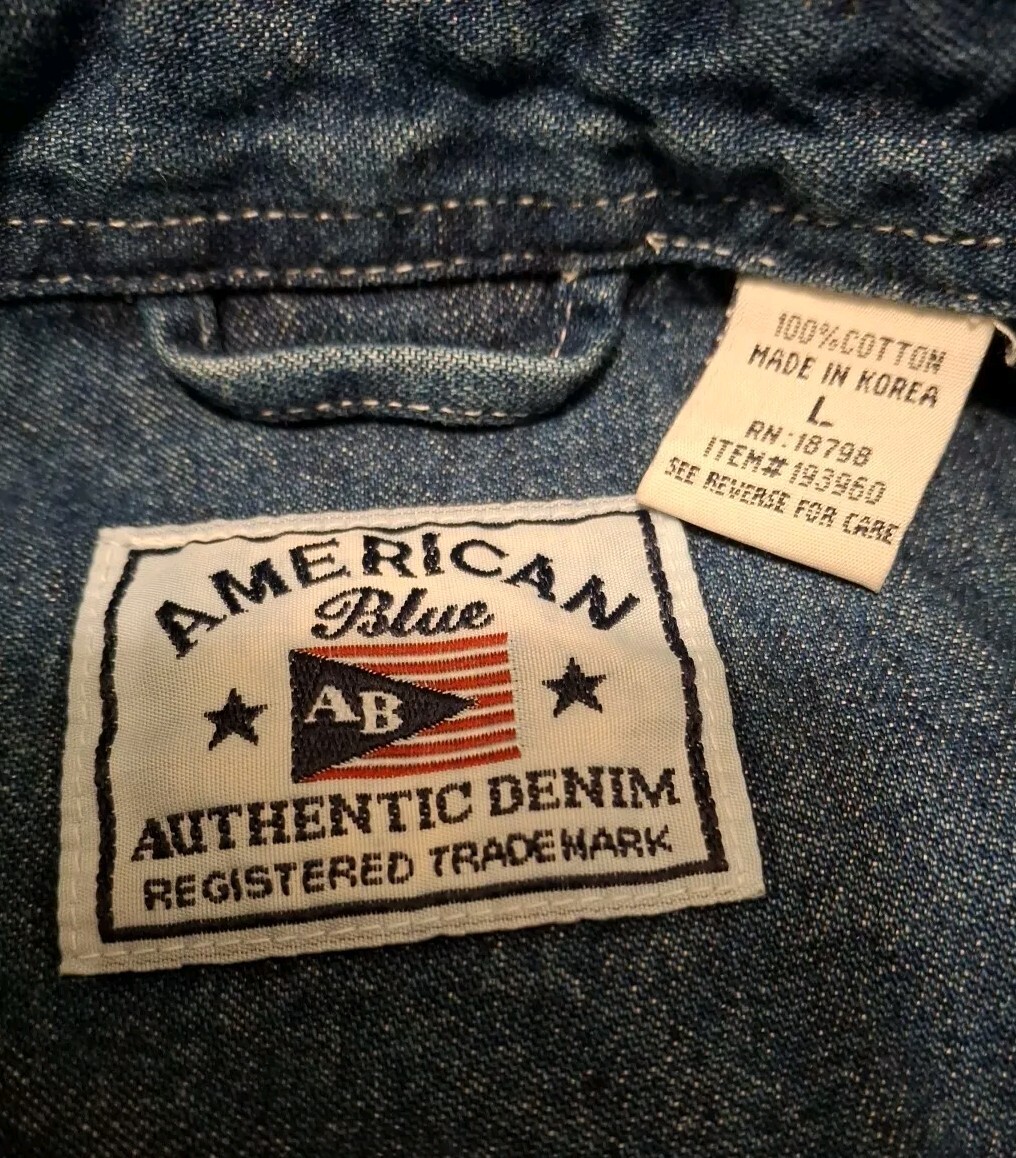 100%COTTON
MADE IN KOREA
L
RN:18798
ITEM#193960
SEE REVERSE FOR CARE
AMERICAN
Blue
AB
AUTHENTIC DENIM
REGISTERED TRADEMARK